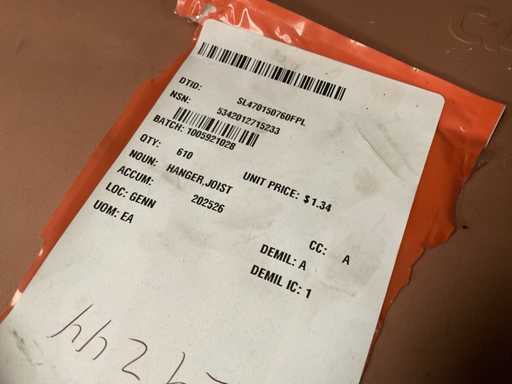 DTID: SL470150760FPL
NSN: 5342012715233
BATCH: 1005921028
QTY: 610
UNIT PRICE: $1.34
NOUN: HANGER,JOIST
ACCUM: 202526
LOC: GENN
CC: A
UOM: EA
DEMIL: A
DEMIL IC: 1